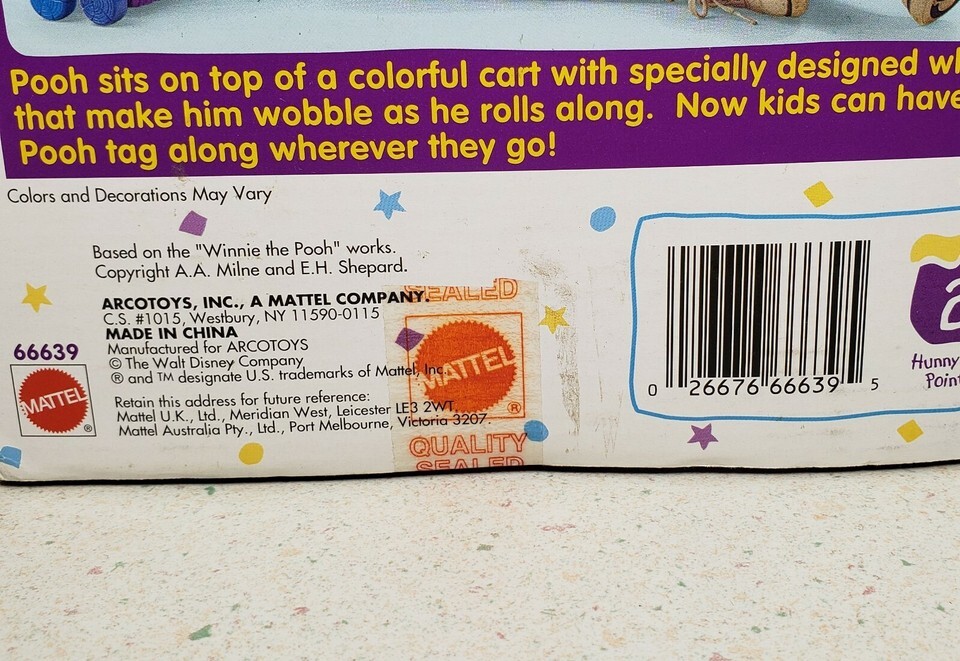 Pooh sits on top of a colorful cart with specially designed
that make him wobble as he rolls along. Now kids can have
Pooh tag along wherever they go!
Colors and Decorations May Vary
Based on the "Winnie the Pooh" works.
Copyright A.A. Milne and E.H. Shepard.
ARCOTOYS, INC., A MATTEL COMPANY.
C.S. #1015, Westbury, NY 11590-0115
MADE IN CHINA
Manufactured for ARCOTOYS
© The Walt Disney Company
® and TM designate U.S. trademarks of Mattel, Inc.
66639
MATTEL
®
Retain this address for future reference:
Mattel U.K., Ltd., Meridian West, Leicester LE3 2WT.
Mattel Australia Pty., Ltd., Port Melbourne, Victoria 3207.
SEALED
MATTEL
®
QUALITY
SEALED
0 26676 66639 5
2
Hunny
Point